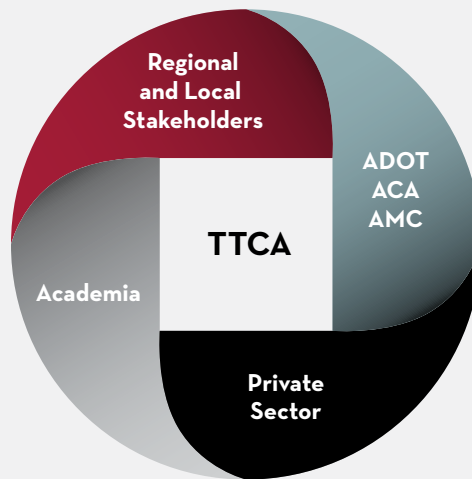 Regional
and Local
Stakeholders
ADOT
ACA
AMC
TTCA
Academia
Private
Sector